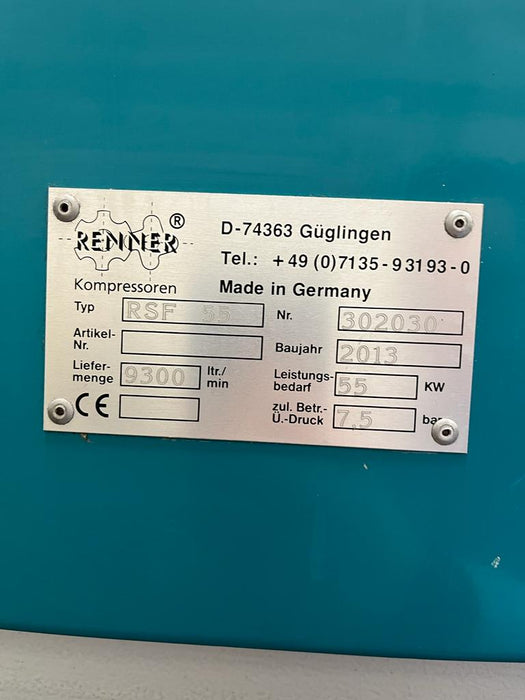 RENNER®
Kompressoren
D-74363 Güglingen
Tel.: +49 (0)7135-93193-0
Made in Germany
Typ RSF 55
Nr. 302030
Artikel-
Nr.
Baujahr 2013
Liefer-
menge 9300 ltr./
min
Leistungs-
bedarf 55 KW
CE
zul. Betr.-
Ü.-Druck 7,5 bar